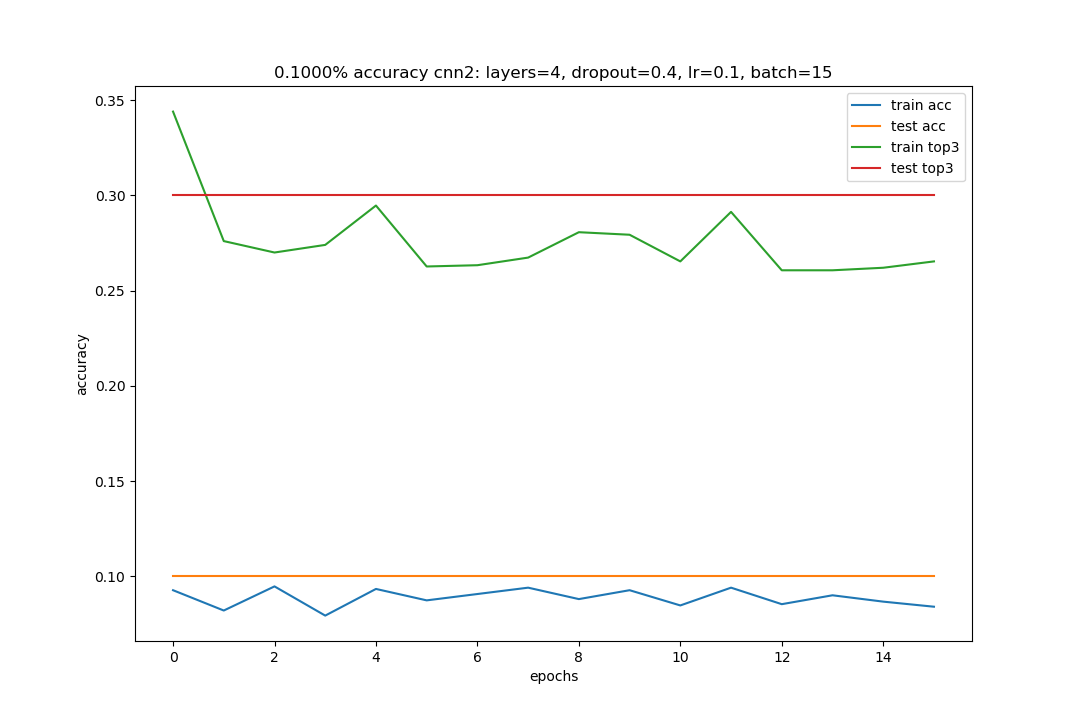 0.1000% accuracy cnn2: layers=4, dropout=0.4, lr=0.1, batch=15
train acc
test acc
train top3
test top3
0.35
0.30
0.25
0.20
0.15
0.10
accuracy
0 2 4 6 8 10 12 14
epochs